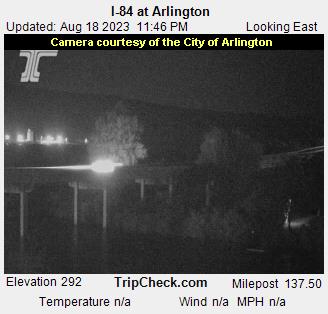 I-84 at Arlington
Updated: Aug 18 2023 11:46 PM Looking East
Camera courtesy of the City of Arlington
Elevation 292 TripCheck.com Milepost 137.50
Temperature n/a Wind n/a MPH n/a